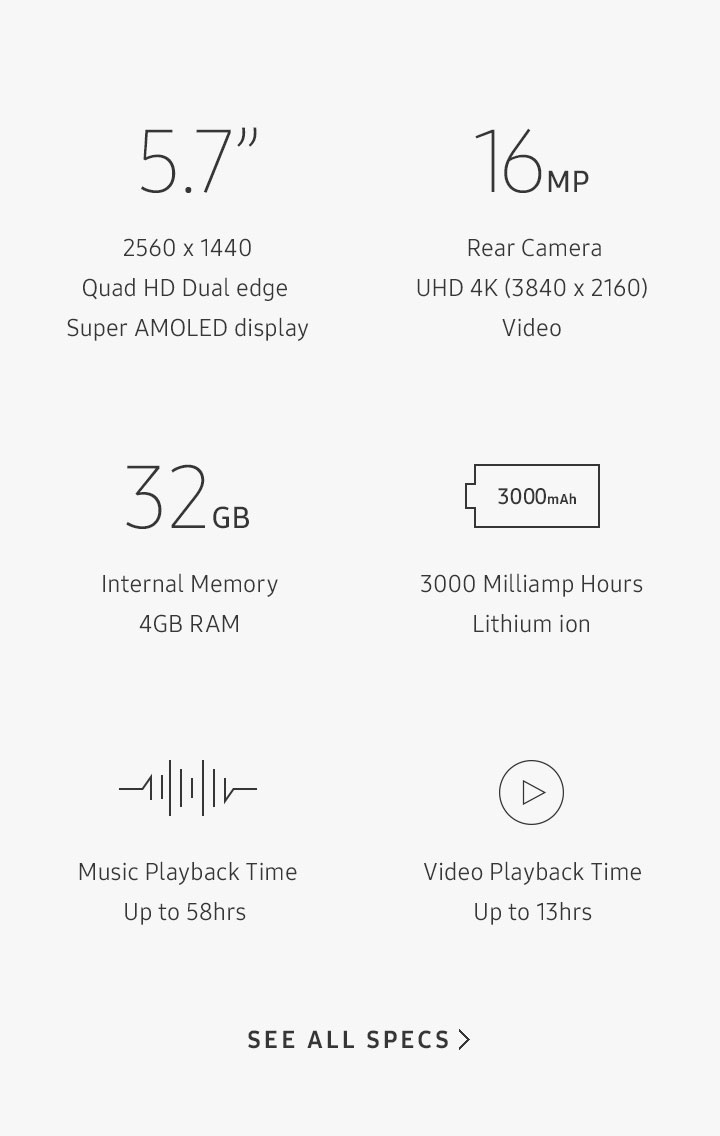 5.7”
2560 x 1440
Quad HD Dual edge
Super AMOLED display
16MP
Rear Camera
UHD 4K (3840 x 2160)
Video
32GB
Internal Memory
4GB RAM
3000mAh
3000 Milliamp Hours
Lithium ion
Music Playback Time
Up to 58hrs
Video Playback Time
Up to 13hrs
SEE ALL SPECS >